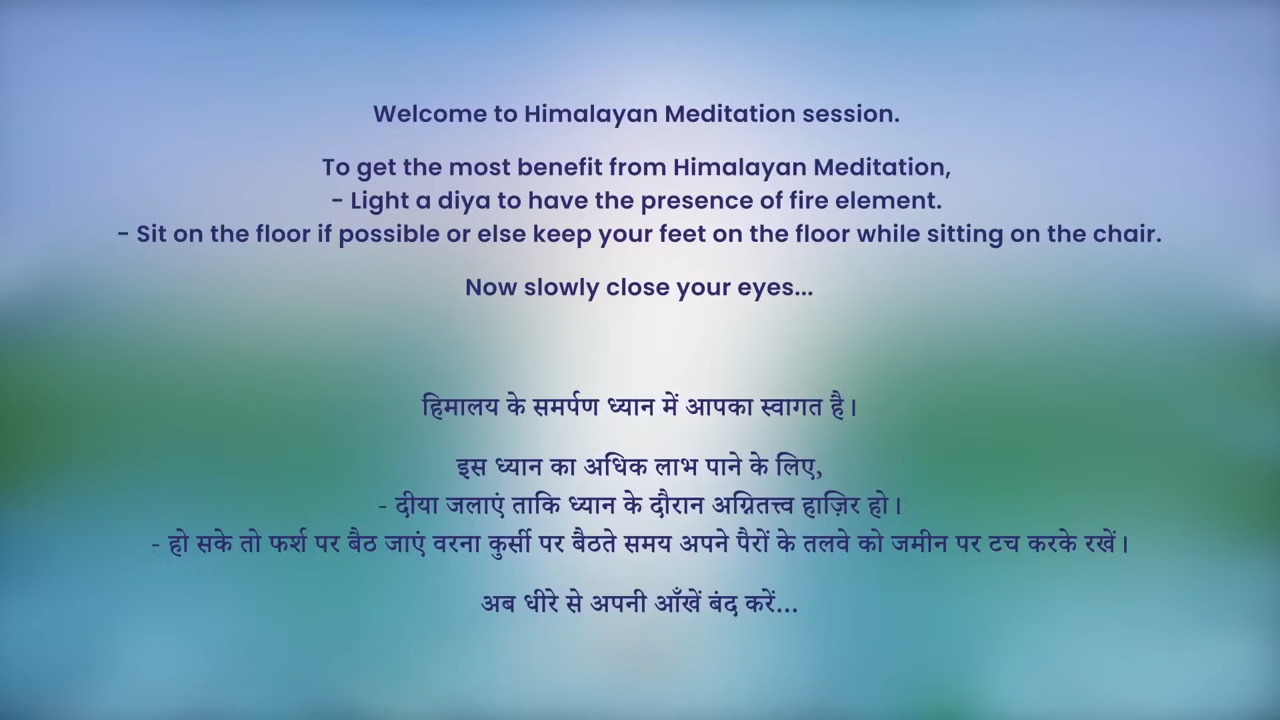 Welcome to Himalayan Meditation session.
To get the most benefit from Himalayan Meditation,
- Light a diya to have the presence of fire element.
- Sit on the floor if possible or else keep your feet on the floor while sitting on the chair.
Now slowly close your eyes...
हिमालय के समर्पण ध्यान में आपका स्वागत है।
इस ध्यान का अधिक लाभ पाने के लिए,
- दीया जलाएं ताकि ध्यान के दौरान अग्नितत्त्व हाज़िर हो।
- हो सके तो फर्श पर बैठ जाएं वरना कुर्सी पर बैठते समय अपने पैरों के तलवे को जमीन पर टच करके रखें।
अब धीरे से अपनी आँखें बंद करें...